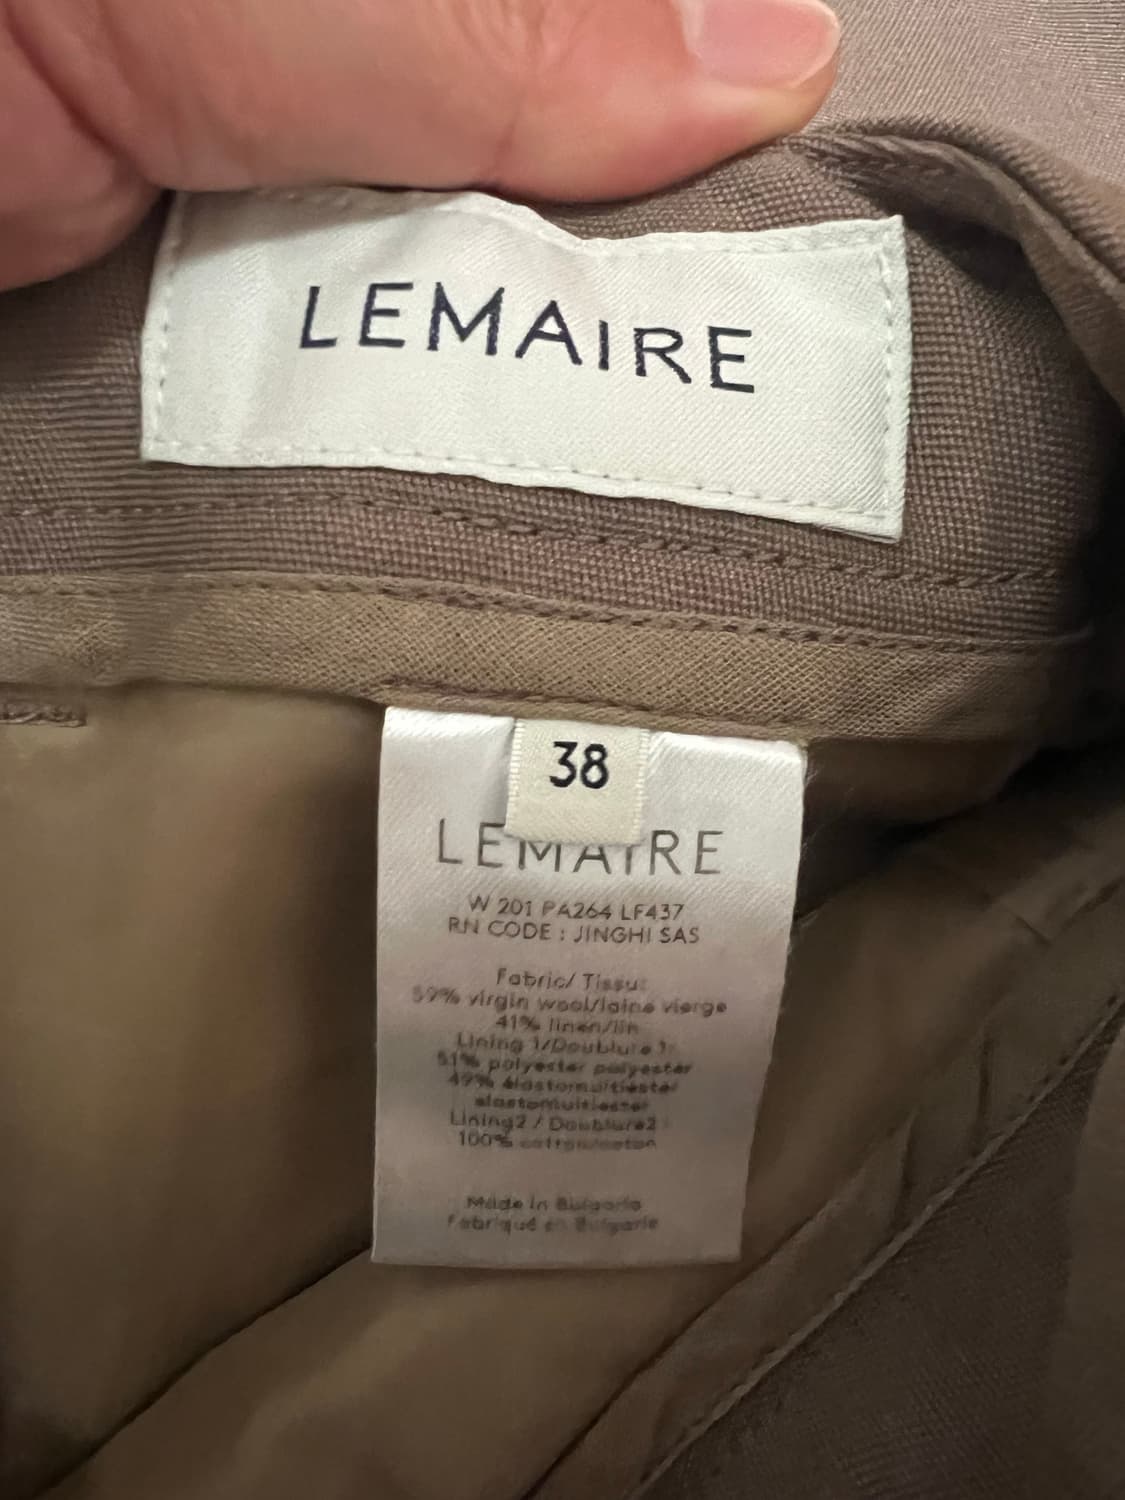 LEMAIRE
38
LEMAIRE
W 201 PA264 LF437
RN CODE : JINGHI SAS
Fabric/ Tissu:
59% virgin wool/laine vierge
41% linen/lin
Lining 1/Doublure 1:
51% polyester polyester
49% élastomultiester
elastomultiester
Lining2 / Doublure2 :
100% cotton/coton
Made in Bulgaria
Fabriqué en Bulgarie